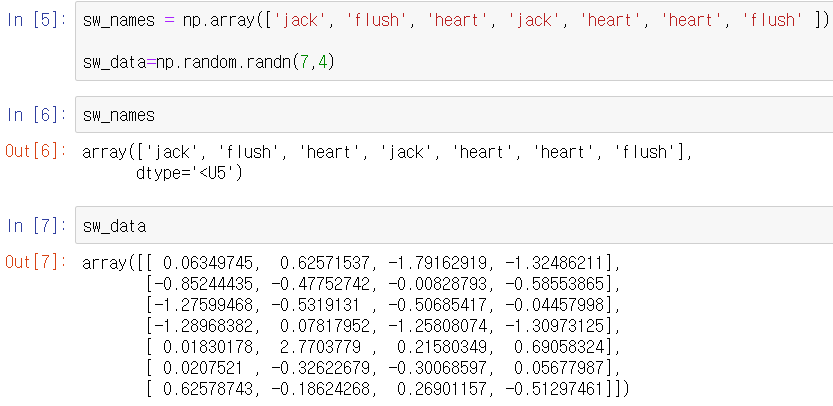 In [5]: sw_names = np.array(['jack', 'flush', 'heart', 'jack', 'heart', 'heart', 'flush' ])
sw_data=np.random.randn(7,4)
In [6]: sw_names
Out[6]: array(['jack', 'flush', 'heart', 'jack', 'heart', 'heart', 'flush'],
dtype='<U5')
In [7]: sw_data
Out[7]: array([[ 0.06349745,  0.62571537, -1.79162919, -1.32486211],
[-0.85244435, -0.47752742, -0.00828793, -0.58553865],
[-1.27599468, -0.5319131 , -0.50685417, -0.04457998],
[-1.28968382,  0.07817952, -1.25808074, -1.30973125],
[ 0.01830178,  2.7703779 ,  0.21580349,  0.69058324],
[ 0.0207521 , -0.32622679, -0.30068597,  0.05677987],
[ 0.62578743, -0.18624268,  0.26901157, -0.51297461]])